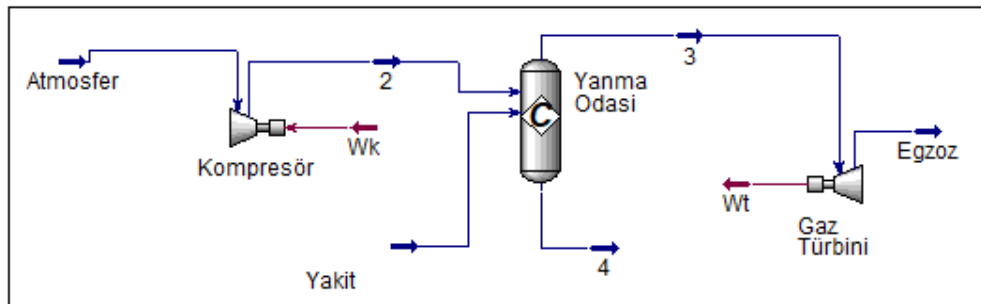 Atmosfer
2
Kompresör
Wk
Yakit
C
Yanma
Odasi
3
4
Egzoz
Wt
Gaz
Türbini